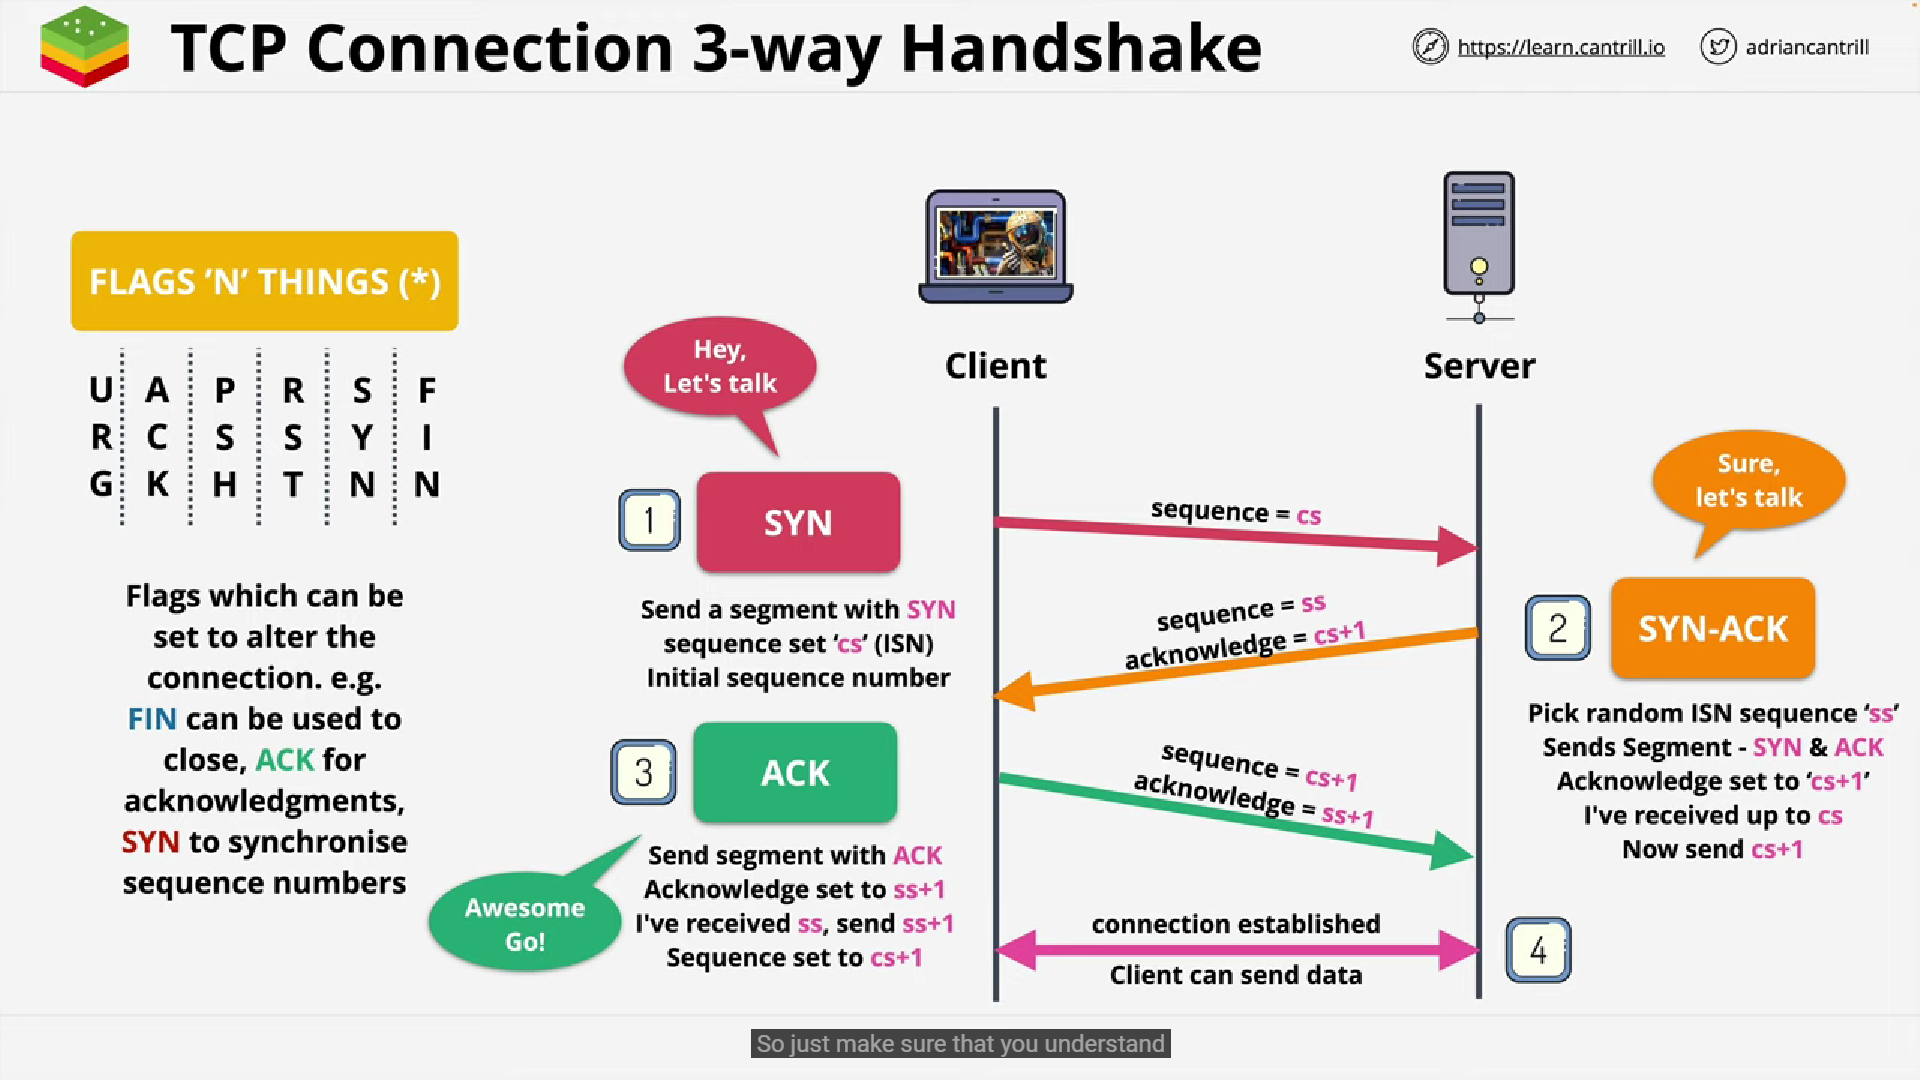 TCP Connection 3-way Handshake
https://learn.cantrill.io
adriancantrill
FLAGS ’N’ THINGS (*)
URG
ACK
PSH
RST
SYN
FIN
Flags which can be
set to alter the
connection. e.g.
FIN can be used to
close, ACK for
acknowledgments,
SYN to synchronise
sequence numbers
Client
Server
Hey,
Let's talk
1
SYN
Send a segment with SYN
sequence set ‘cs’ (ISN)
Initial sequence number
sequence = cs
Sure,
let's talk
2
SYN-ACK
Pick random ISN sequence ‘ss’
Sends Segment - SYN & ACK
Acknowledge set to ‘cs+1’
I've received up to cs
Now send cs+1
sequence = ss
acknowledge = cs+1
3
ACK
Awesome
Go!
Send segment with ACK
Acknowledge set to ss+1
I've received ss, send ss+1
Sequence set to cs+1
sequence = cs+1
acknowledge = ss+1
connection established
Client can send data
4
So just make sure that you understand